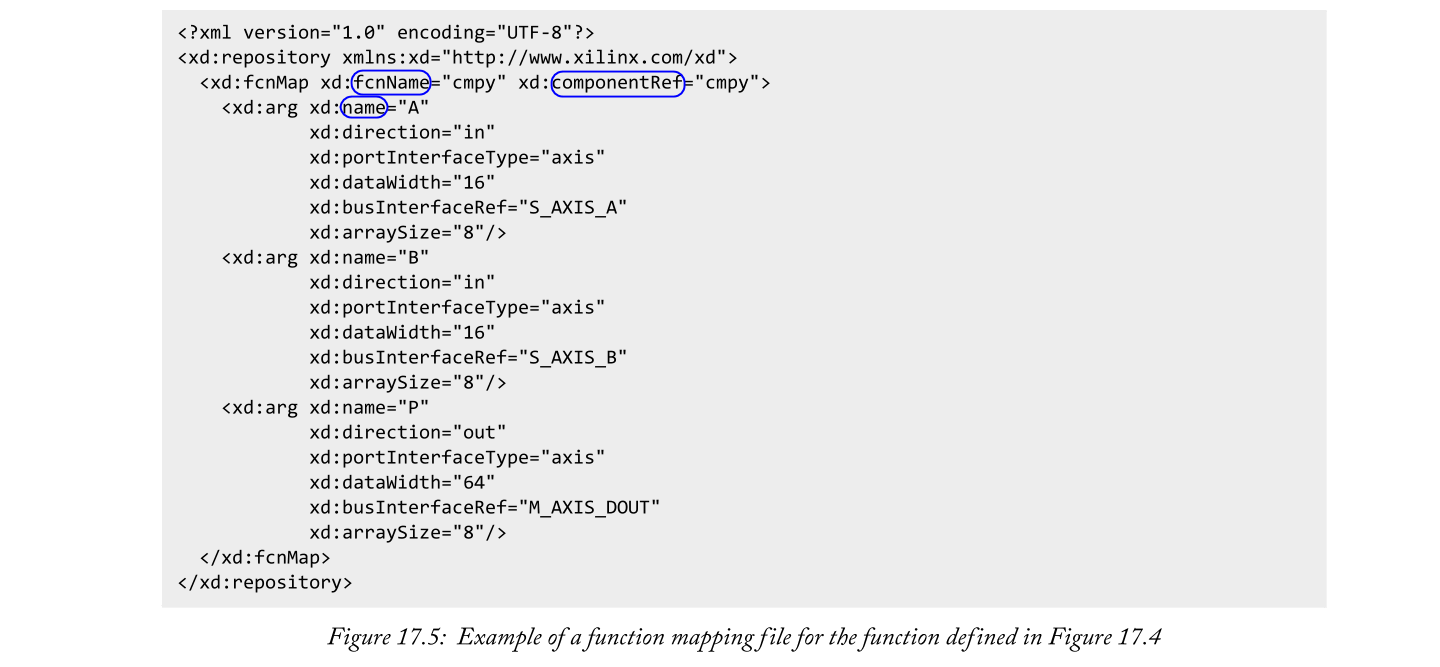 <?xml version="1.0" encoding="UTF-8"?>
<xd:repository xmlns:xd="http://www.xilinx.com/xd">
  <xd:fcnMap xd:fcnName="cmpy" xd:componentRef="cmpy">
    <xd:arg xd:name="A"
            xd:direction="in"
            xd:portInterfaceType="axis"
            xd:dataWidth="16"
            xd:busInterfaceRef="S_AXIS_A"
            xd:arraySize="8"/>
    <xd:arg xd:name="B"
            xd:direction="in"
            xd:portInterfaceType="axis"
            xd:dataWidth="16"
            xd:busInterfaceRef="S_AXIS_B"
            xd:arraySize="8"/>
    <xd:arg xd:name="P"
            xd:direction="out"
            xd:portInterfaceType="axis"
            xd:dataWidth="64"
            xd:busInterfaceRef="M_AXIS_DOUT"
            xd:arraySize="8"/>
  </xd:fcnMap>
</xd:repository>
Figure 17.5: Example of a function mapping file for the function defined in Figure 17.4